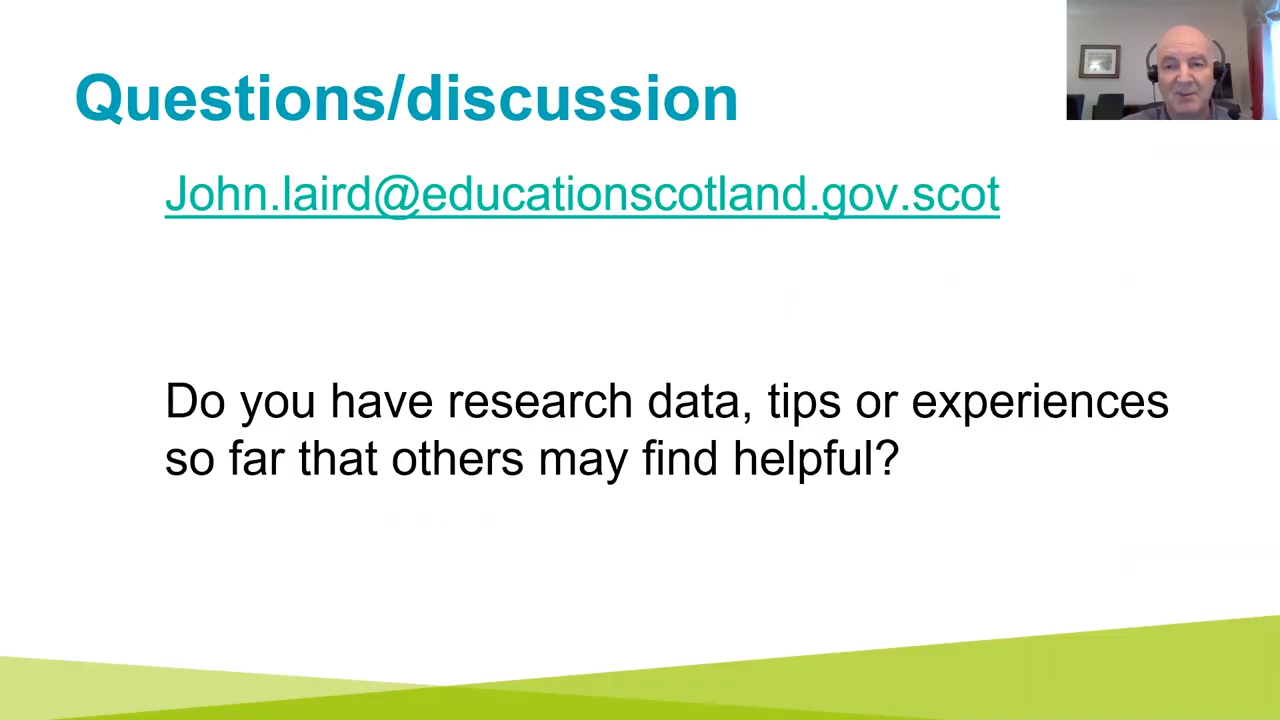 Questions/discussion
John.laird@educationscotland.gov.scot
Do you have research data, tips or experiences
so far that others may find helpful?